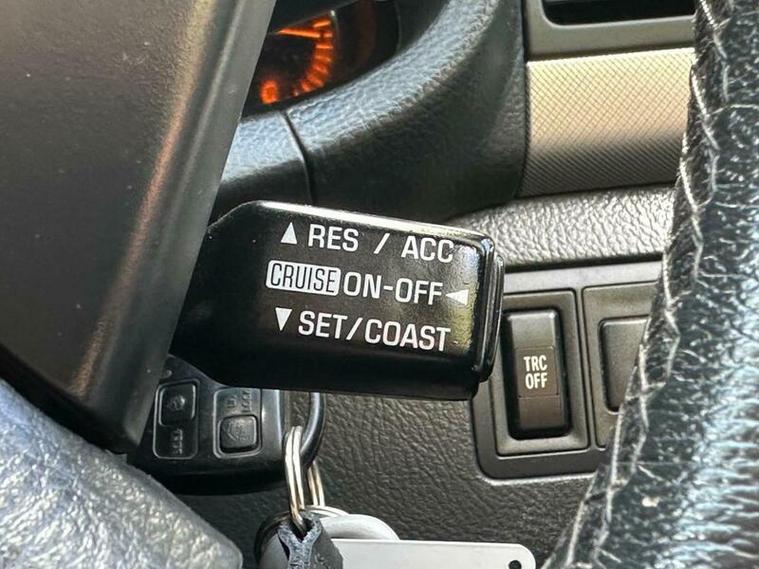 ▲ RES / ACC
CRUISE ON-OFF ◄
▼ SET/COAST
TRC
OFF